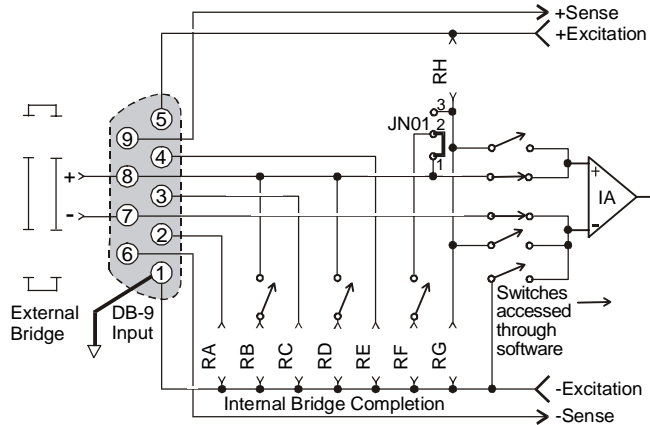 +Sense
+Excitation
RH
JN01
3
2
1
5
9
4
8
3
7
2
6
1
+
-
+
-
IA
External
Bridge
DB-9
Input
Switches
accessed
through
software
RA
RB
RC
RD
RE
RF
RG
Internal Bridge Completion
-Excitation
-Sense